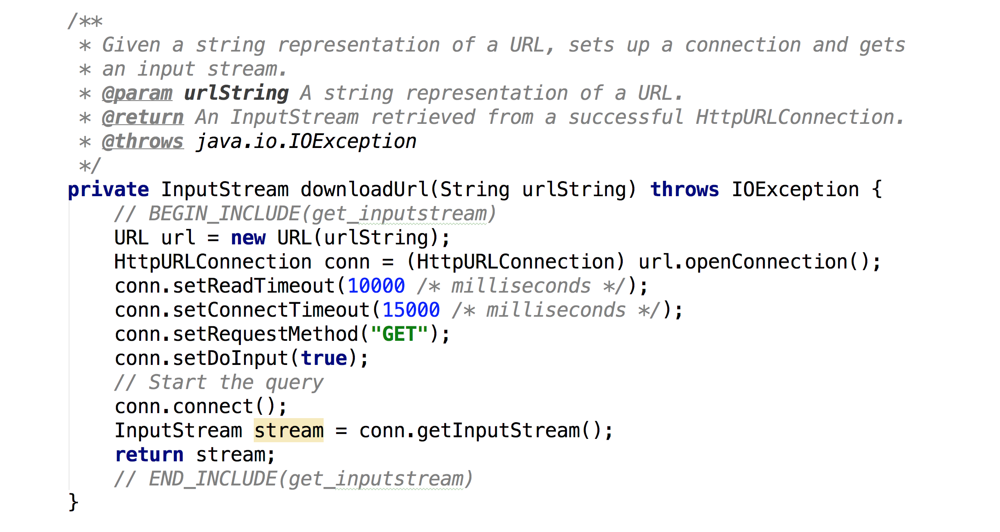 /**
 * Given a string representation of a URL, sets up a connection and gets
 * an input stream.
 * @param urlString A string representation of a URL.
 * @return An InputStream retrieved from a successful HttpURLConnection.
 * @throws java.io.IOException
 */
private InputStream downloadUrl(String urlString) throws IOException {
    // BEGIN_INCLUDE(get_inputstream)
    URL url = new URL(urlString);
    HttpURLConnection conn = (HttpURLConnection) url.openConnection();
    conn.setReadTimeout(10000 /* milliseconds */);
    conn.setConnectTimeout(15000 /* milliseconds */);
    conn.setRequestMethod("GET");
    conn.setDoInput(true);
    // Start the query
    conn.connect();
    InputStream stream = conn.getInputStream();
    return stream;
    // END_INCLUDE(get_inputstream)
}